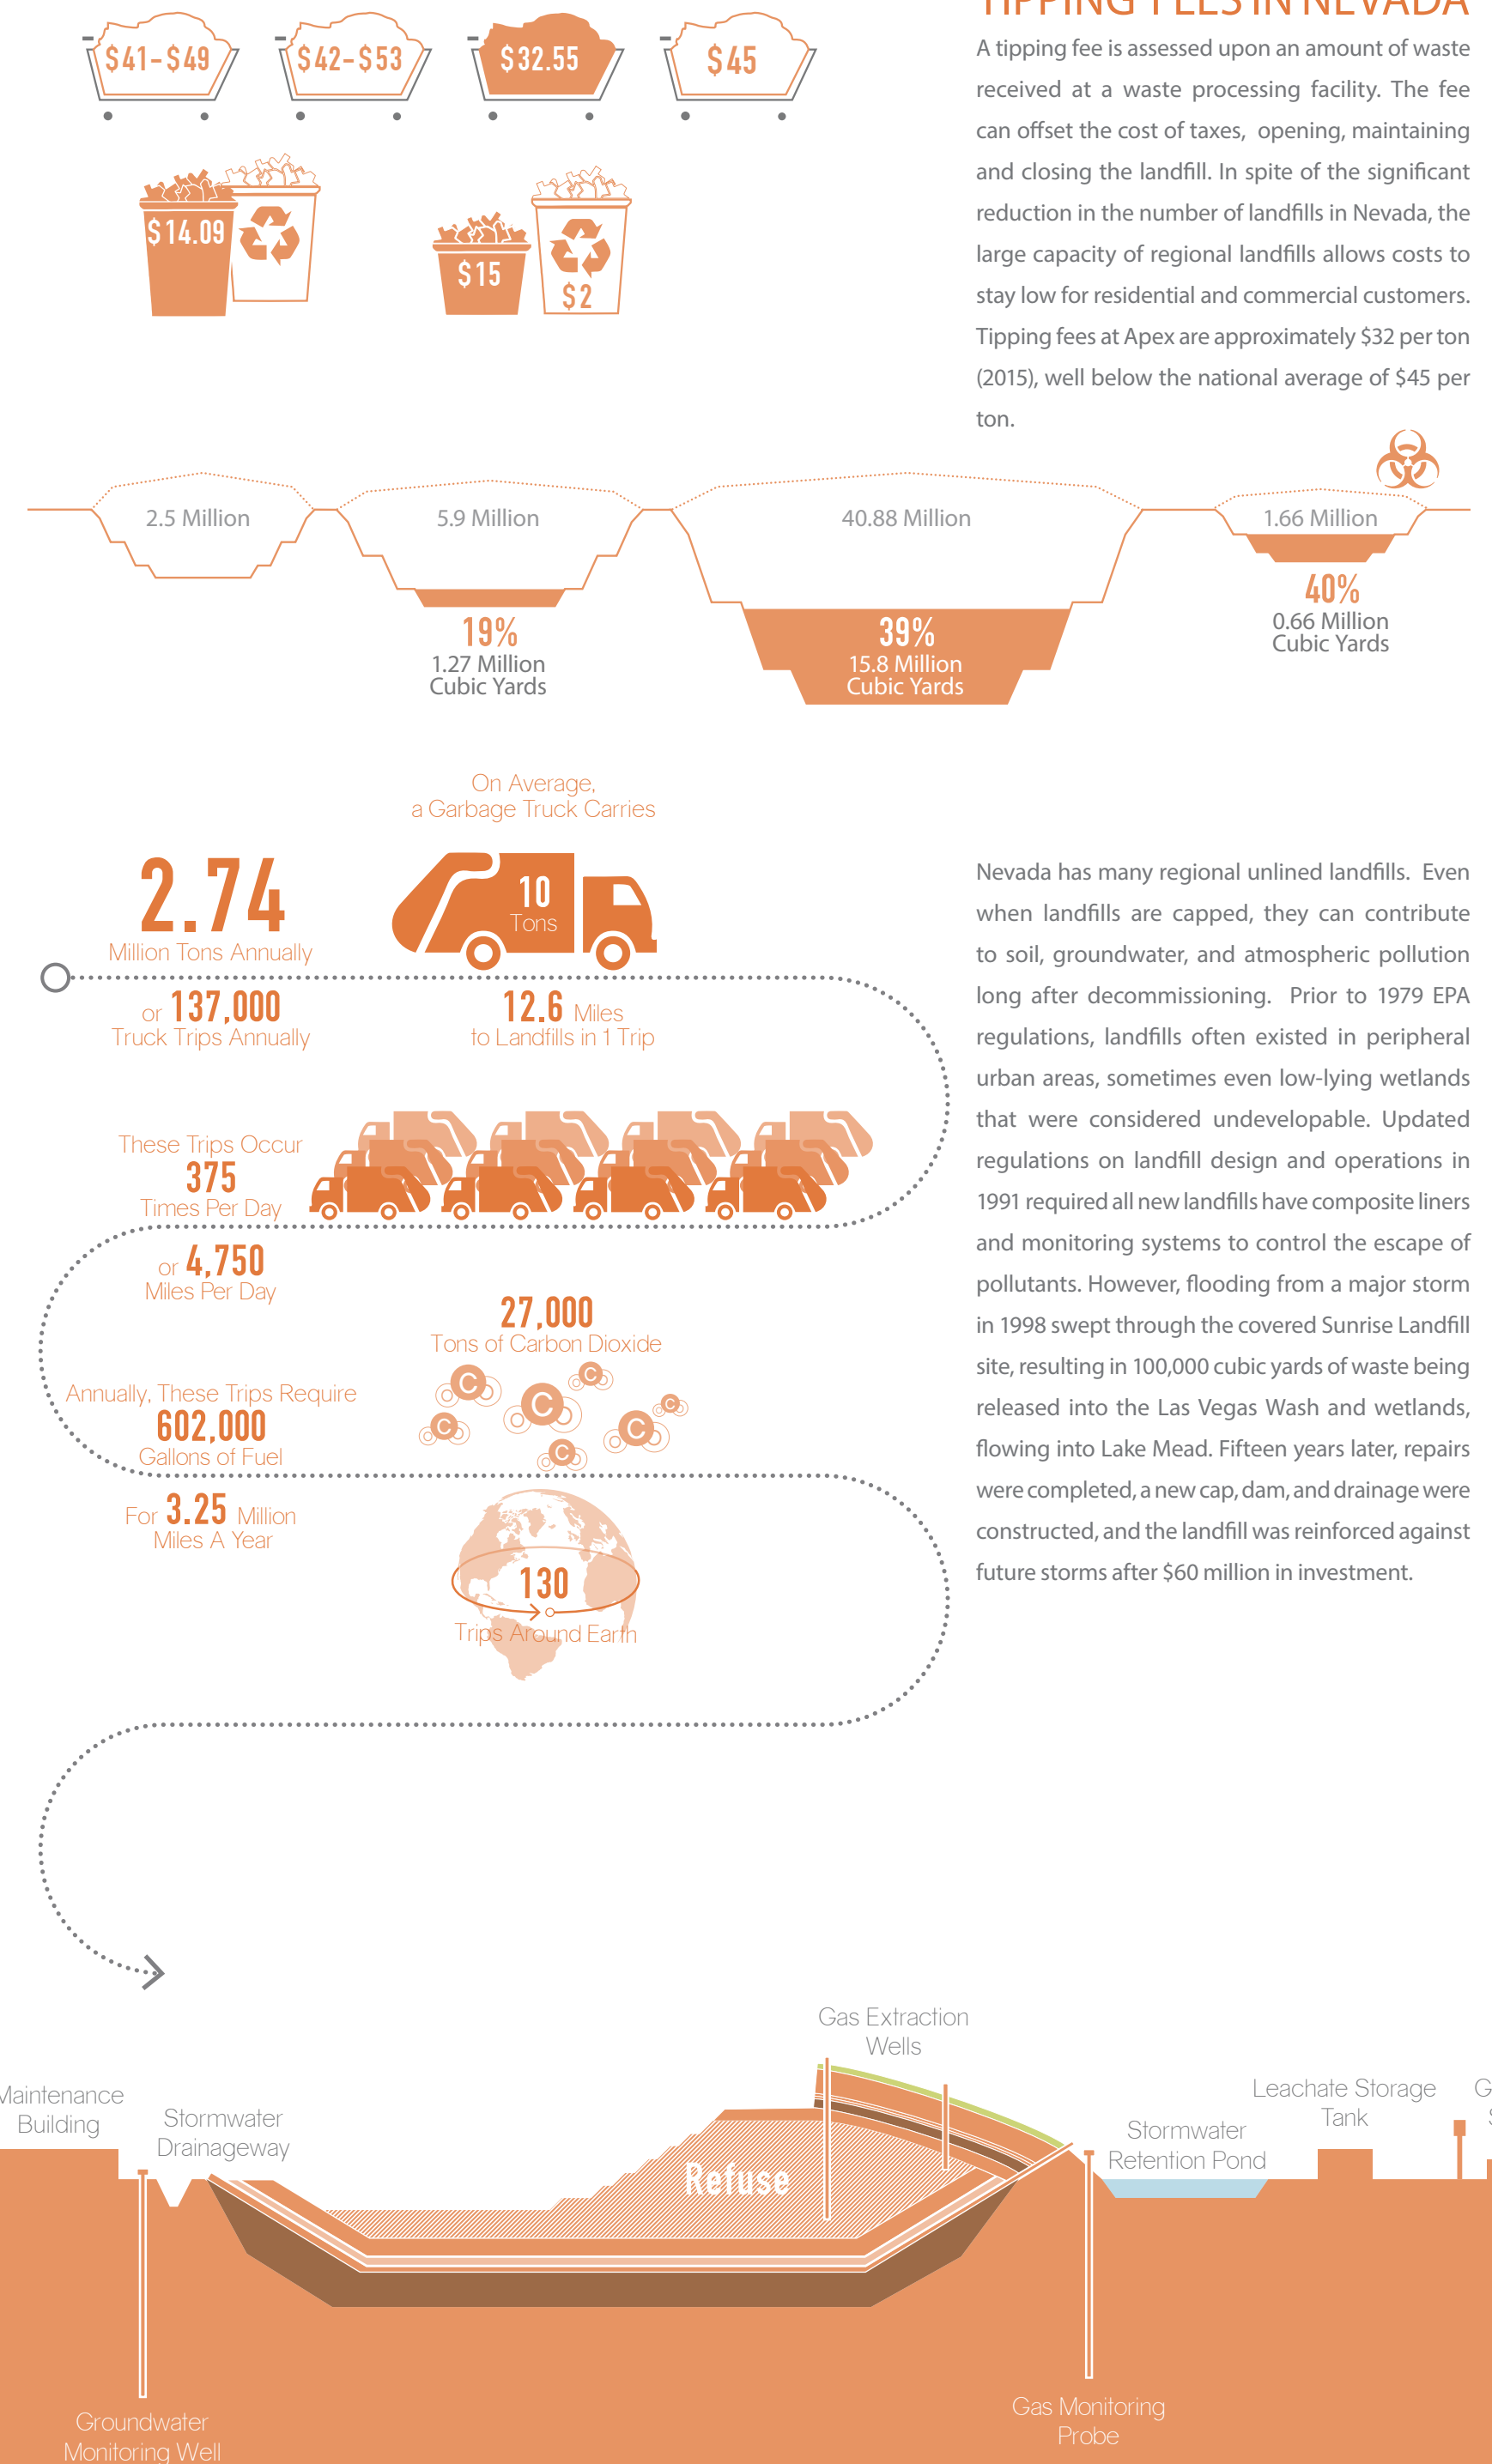 TIPPING FEES IN NEVADA
$41-$49
$42-$53
$32.55
$45
$14.09
$15
$2
A tipping fee is assessed upon an amount of waste
received at a waste processing facility. The fee
can offset the cost of taxes, opening, maintaining
and closing the landfill. In spite of the significant
reduction in the number of landfills in Nevada, the
large capacity of regional landfills allows costs to
stay low for residential and commercial customers.
Tipping fees at Apex are approximately $32 per ton
(2015), well below the national average of $45 per
ton.
2.5 Million
5.9 Million
40.88 Million
1.66 Million
19%
1.27 Million
Cubic Yards
39%
15.8 Million
Cubic Yards
40%
0.66 Million
Cubic Yards
On Average,
a Garbage Truck Carries
10
Tons
2.74
Million Tons Annually
or 137,000
Truck Trips Annually
12.6 Miles
to Landfills in 1 Trip
These Trips Occur
375
Times Per Day
or 4,750
Miles Per Day
27,000
Tons of Carbon Dioxide
O C O
O C O
O C O
O C O
O C O
O C O
O C O
Annually, These Trips Require
602,000
Gallons of Fuel
For 3.25 Million
Miles A Year
130
Trips Around Earth
Nevada has many regional unlined landfills. Even
when landfills are capped, they can contribute
to soil, groundwater, and atmospheric pollution
long after decommissioning. Prior to 1979 EPA
regulations, landfills often existed in peripheral
urban areas, sometimes even low-lying wetlands
that were considered undevelopable. Updated
regulations on landfill design and operations in
1991 required all new landfills have composite liners
and monitoring systems to control the escape of
pollutants. However, flooding from a major storm
in 1998 swept through the covered Sunrise Landfill
site, resulting in 100,000 cubic yards of waste being
released into the Las Vegas Wash and wetlands,
flowing into Lake Mead. Fifteen years later, repairs
were completed, a new cap, dam, and drainage were
constructed, and the landfill was reinforced against
future storms after $60 million in investment.
Maintenance
Building
Stormwater
Drainageway
Gas Extraction
Wells
Refuse
Stormwater
Retention Pond
Leachate Storage
Tank
Groundwater
Monitoring Well
Gas Monitoring
Probe